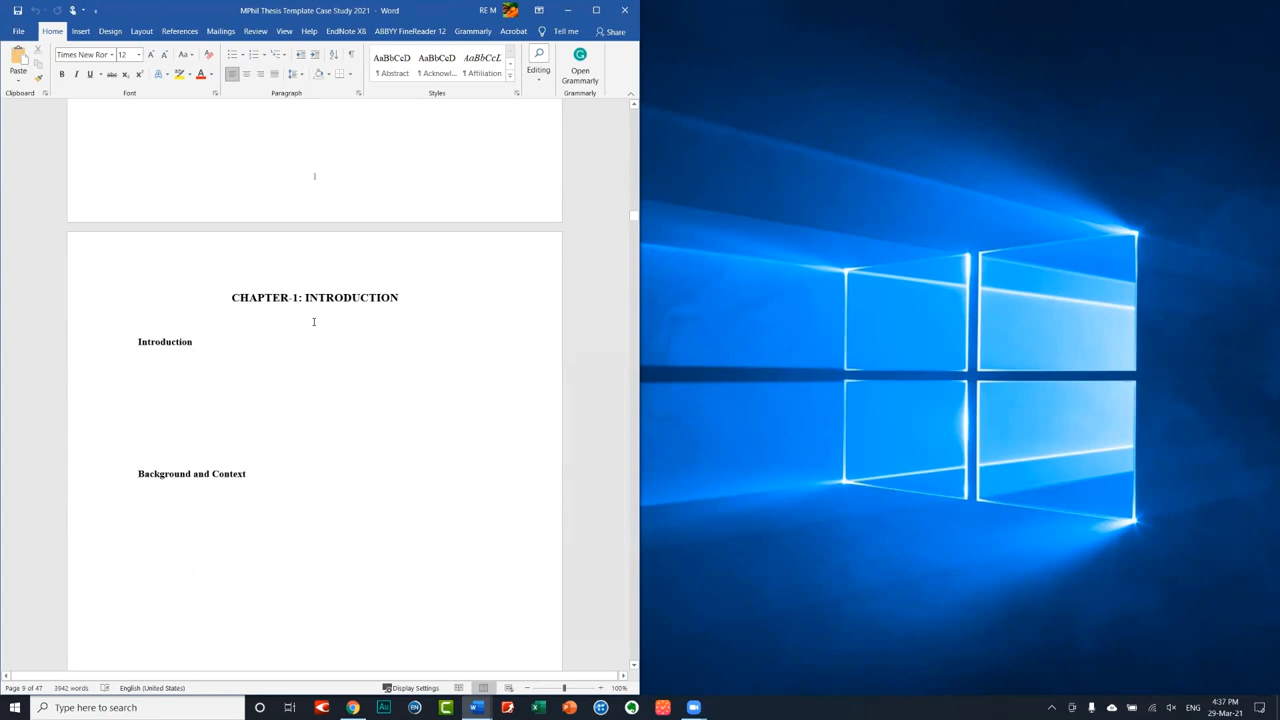 MPhil Thesis Template Case Study 2021 - Word
RE M
File Home Insert Design Layout References Mailings Review View Help EndNote X8 ABBYY FineReader 12 Grammarly Acrobat Tell me Share
Times New Ror 12 Aa
Paste
B I U abc X₂ X² A A
AaBbCcD AaBbCcD AaBbCcL
¶ Abstract ¶ Acknowl... ¶ Affiliation
Editing
Open
Grammarly
Clipboard Font Paragraph Styles Grammarly
CHAPTER-1: INTRODUCTION
Introduction
Background and Context
Page 9 of 47 3942 words English (United States) Display Settings 100%
Type here to search
ENG
4:37 PM
29-Mar-21